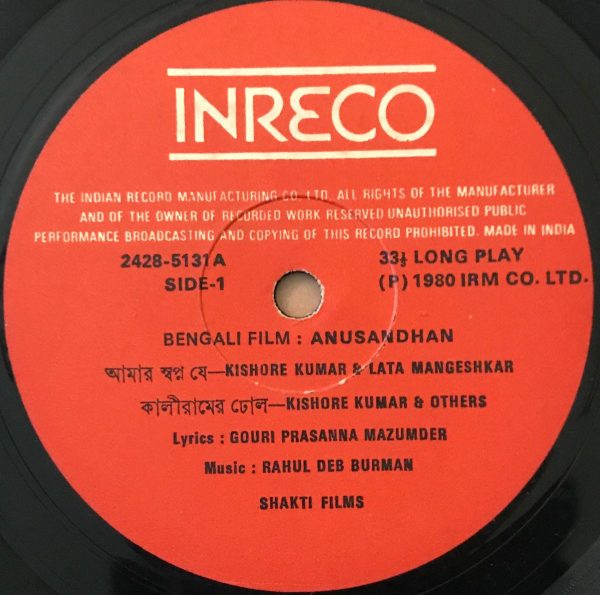 INRECO
THE INDIAN RECORD MANUFACTURING CO. LTD. ALL RIGHTS OF THE MANUFACTURER
AND OF THE OWNER OF RECORDED WORK RESERVED UNAUTHORISED PUBLIC
PERFORMANCE BROADCASTING AND COPYING OF THIS RECORD PROHIBITED. MADE IN INDIA
2428-5131A 33⅓ LONG PLAY
SIDE-1 (P) 1980 IRM CO. LTD.
BENGALI FILM : ANUSANDHAN
আমার স্বপ্ন যে—KISHORE KUMAR & LATA MANGESHKAR
কালীরামের ঢোল—KISHORE KUMAR & OTHERS
Lyrics : GOURI PRASANNA MAZUMDER
Music : RAHUL DEB BURMAN
SHAKTI FILMS